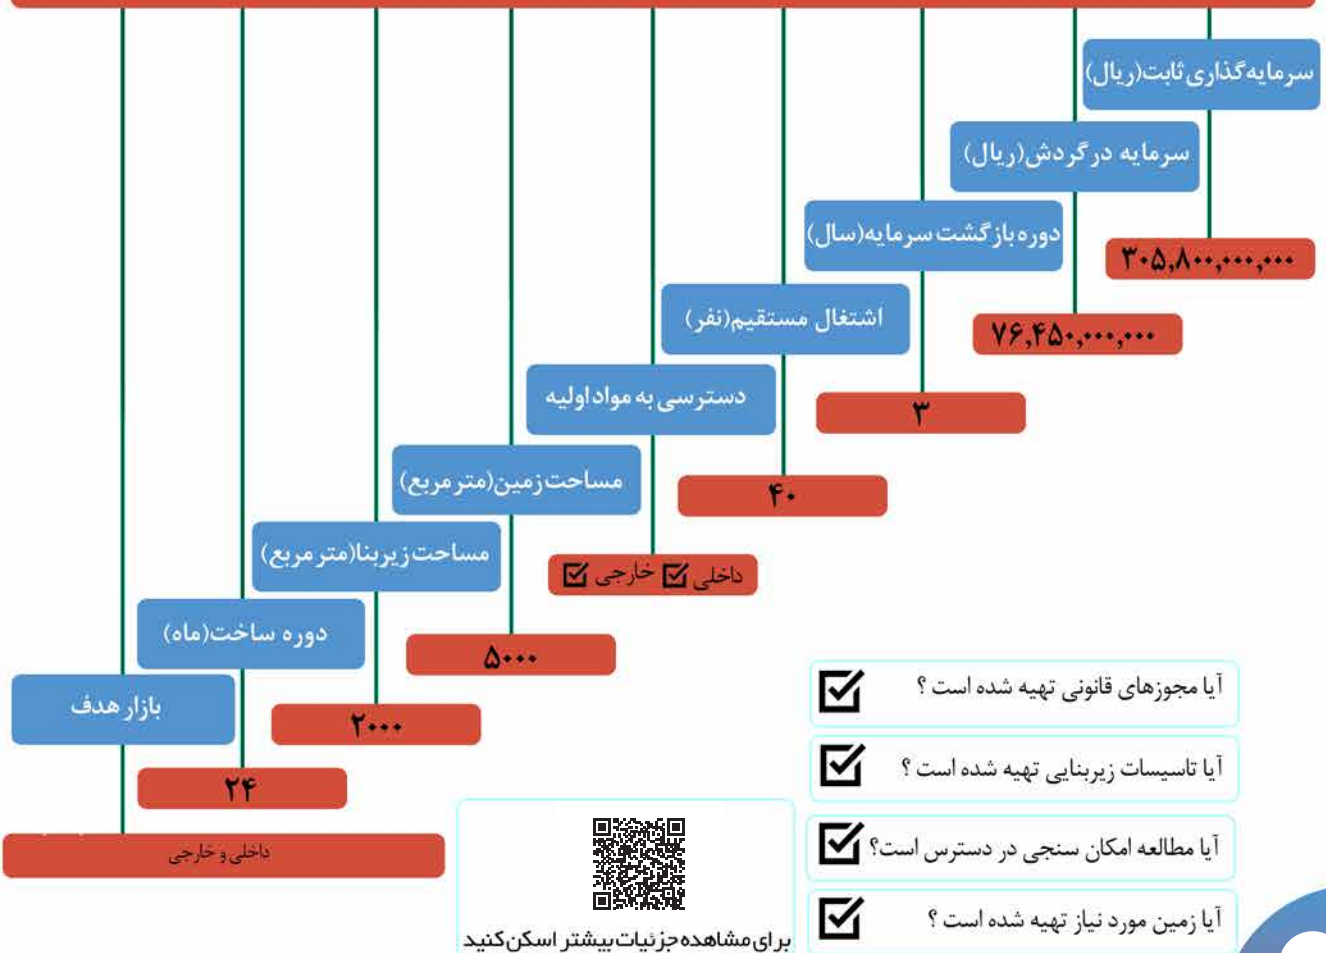 سرمایه‌گذاری ثابت(ریال)
۳۰۵,۸۰۰,۰۰۰,۰۰۰
سرمایه در گردش(ریال)
۷۶,۴۵۰,۰۰۰,۰۰۰
دوره بازگشت سرمایه(سال)
۳
اشتغال مستقیم(نفر)
۴۰
دسترسی به مواد اولیه
داخلی ☑ خارجی ☑
مساحت زمین(متر مربع)
۵۰۰۰
مساحت زیربنا(متر مربع)
۲۰۰۰
دوره ساخت(ماه)
۲۴
بازار هدف
داخلی و خارجی
آیا مجوزهای قانونی تهیه شده است ؟ ☑
آیا تاسیسات زیربنایی تهیه شده است ؟ ☑
آیا مطالعه امکان سنجی در دسترس است؟ ☑
آیا زمین مورد نیاز تهیه شده است ؟ ☑
برای مشاهده جزئیات بیشتر اسکن کنید